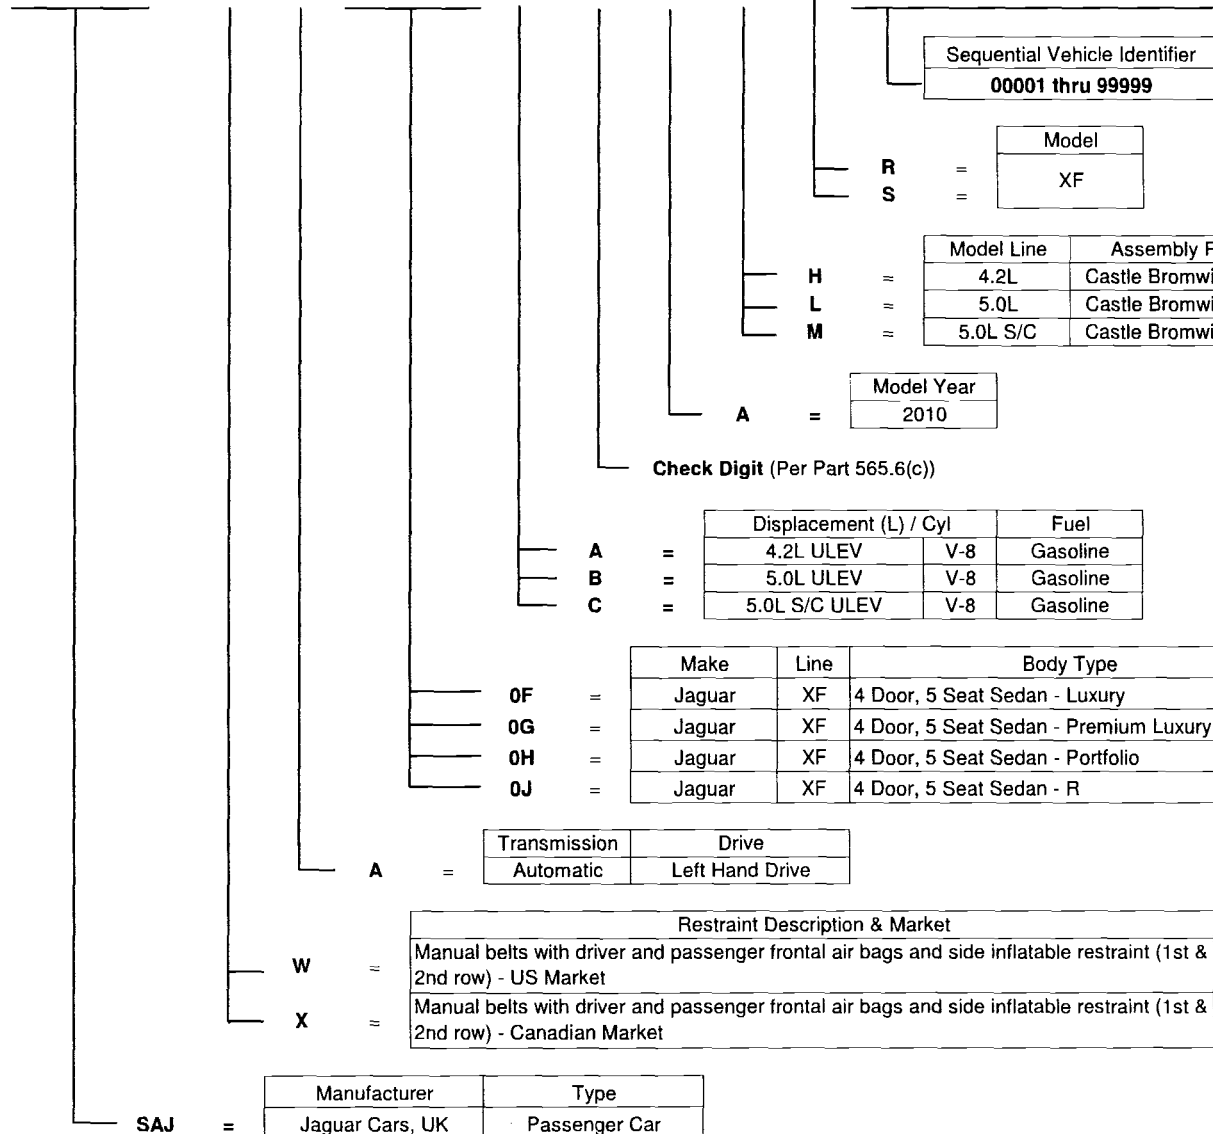 Sequential Vehicle Identifier
00001 thru 99999
Model
R = XF
S =
Model Line Assembly
H = 4.2L Castle
L = 5.0L Castle
M = 5.0L S/C Castle
Model Year
A = 2010
Check Digit (Per Part 565.6(c))
Displacement (L) / Cyl Fuel
A = 4.2L ULEV V-8 Gasoline
B = 5.0L ULEV V-8 Gasoline
C = 5.0L S/C ULEV V-8 Gasoline
Make Line Body Type
0F = Jaguar XF 4 Door, 5 Seat Sedan - Luxury
0G = Jaguar XF 4 Door, 5 Seat Sedan - Premium Luxury
0H = Jaguar XF 4 Door, 5 Seat Sedan - Portfolio
0J = Jaguar XF 4 Door, 5 Seat Sedan - R
Transmission Drive
A = Automatic Left Hand Drive
Restraint Description & Market
Manual belts with driver and passenger frontal air bags and side inflatable restraint (1st &
W = 2nd row) - US Market
Manual belts with driver and passenger frontal air bags and side inflatable restraint (1st &
X = 2nd row) - Canadian Market
Manufacturer Type
SAJ = Jaguar Cars, UK Passenger Car